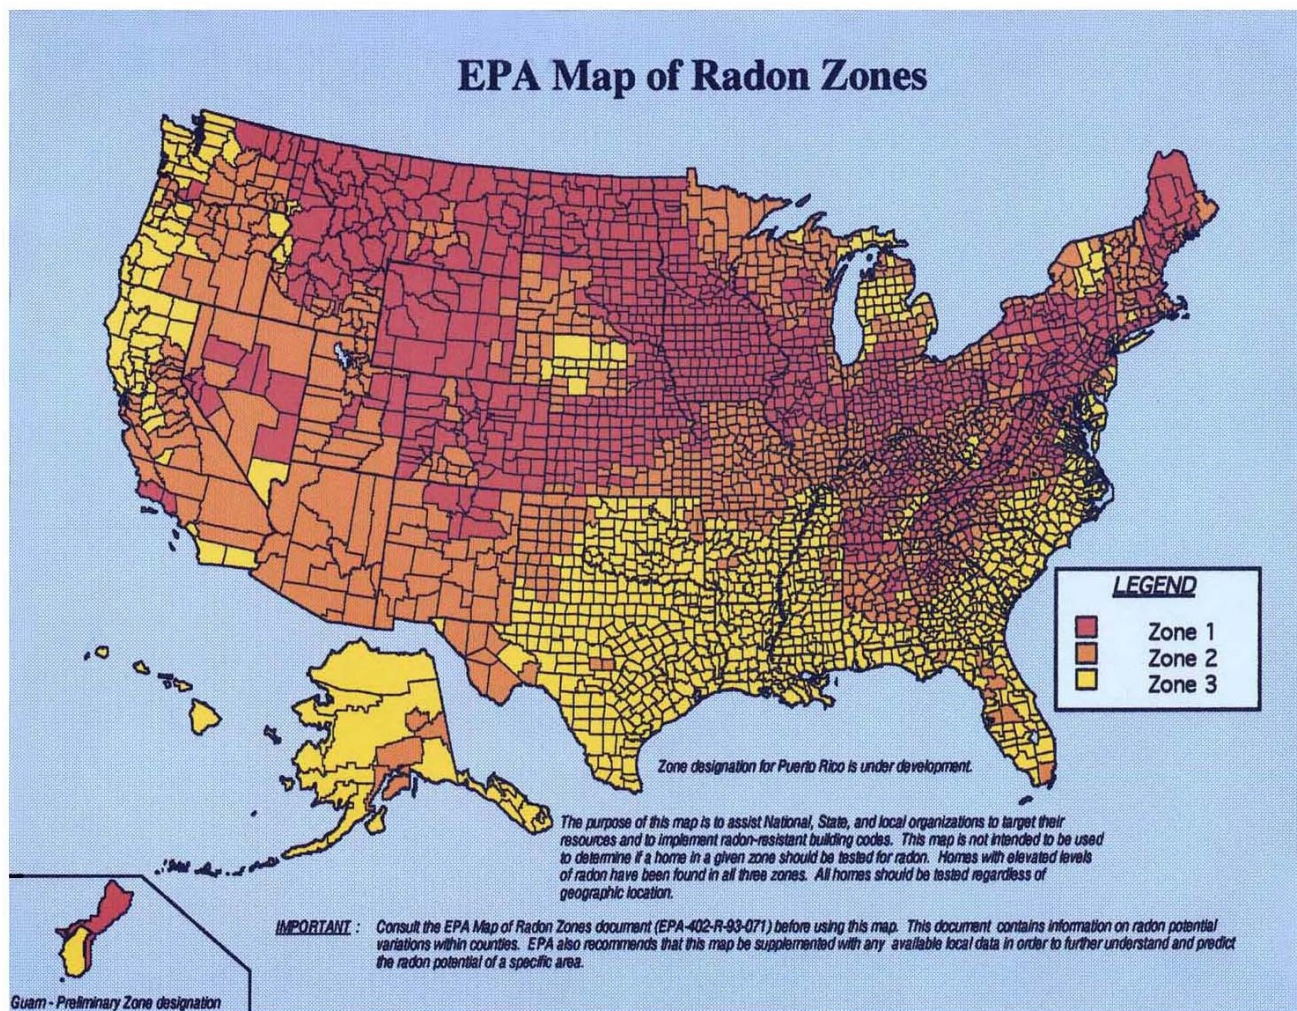 EPA Map of Radon Zones
LEGEND
Zone 1
Zone 2
Zone 3
Zone designation for Puerto Rico is under development.
The purpose of this map is to assist National, State, and local organizations to target their
resources and to implement radon-resistant building codes.  This map is not intended to be used
to determine if a home in a given zone should be tested for radon.  Homes with elevated levels
of radon have been found in all three zones.  All homes should be tested regardless of
geographic location.
IMPORTANT :  Consult the EPA Map of Radon Zones document (EPA-402-R-93-071) before using this map.  This document contains information on radon potential
variations within counties.  EPA also recommends that this map be supplemented with any  available local data in order to further understand and predict
the radon potential of a specific area.
Guam - Preliminary Zone designation